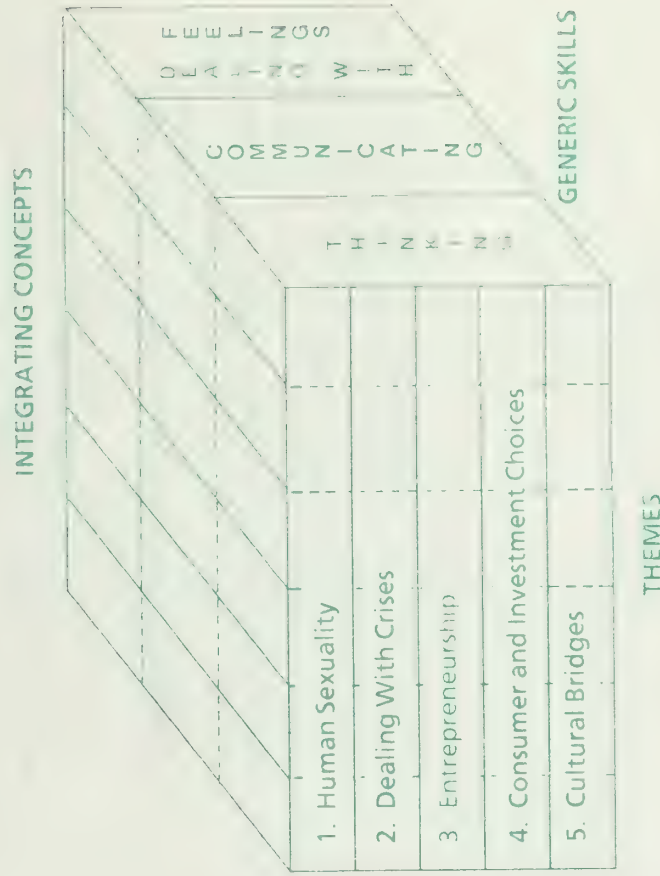 INTEGRATING CONCEPTS
FEELINGS
DEALING WITH
COMMUNICATING
THINKING
GENERIC SKILLS
1. Human Sexuality
2. Dealing With Crises
3 Entrepreneurship
4. Consumer and Investment Choices
5. Cultural Bridges
THEMES